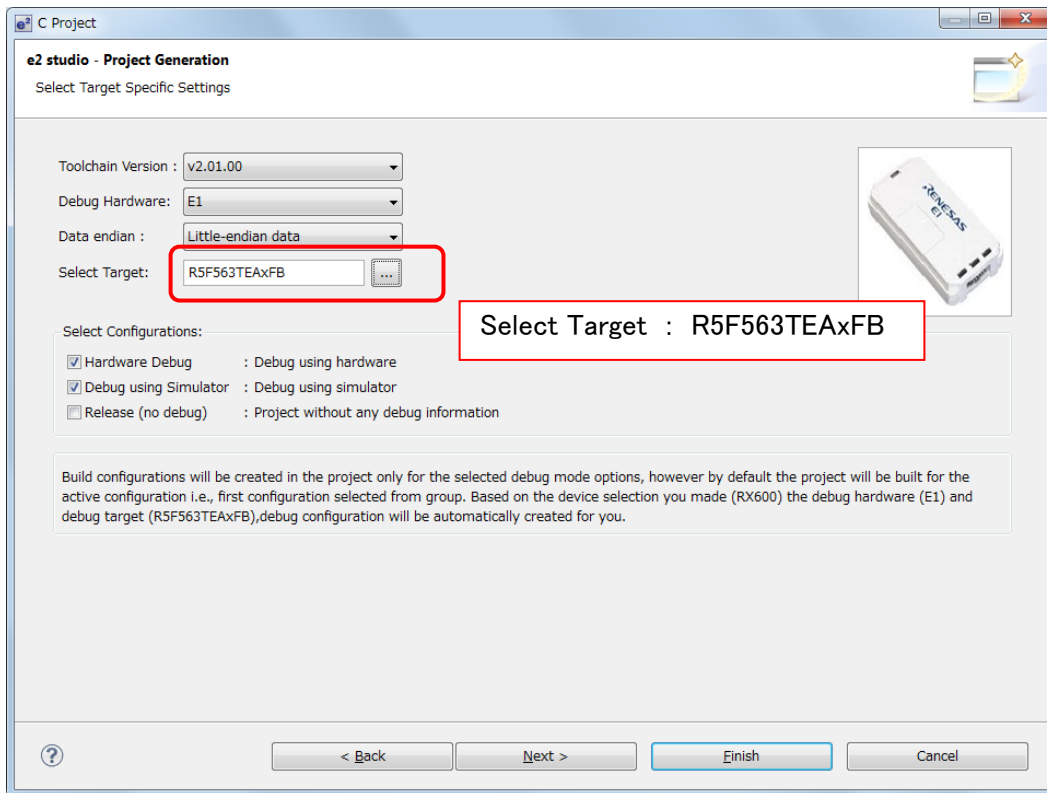 C Project
e2 studio - Project Generation
Select Target Specific Settings
Toolchain Version : v2.01.00
Debug Hardware: E1
Data endian : Little-endian data
Select Target: R5F563TEAxFB ...
RENESAS
E1
Select Target : R5F563TEAxFB
Select Configurations:
Hardware Debug : Debug using hardware
Debug using Simulator : Debug using simulator
Release (no debug) : Project without any debug information
Build configurations will be created in the project only for the selected debug mode options, however by default the project will be built for the
active configuration i.e., first configuration selected from group. Based on the device selection you made (RX600) the debug hardware (E1) and
debug target (R5F563TEAxFB),debug configuration will be automatically created for you.
? < Back Next > Finish Cancel